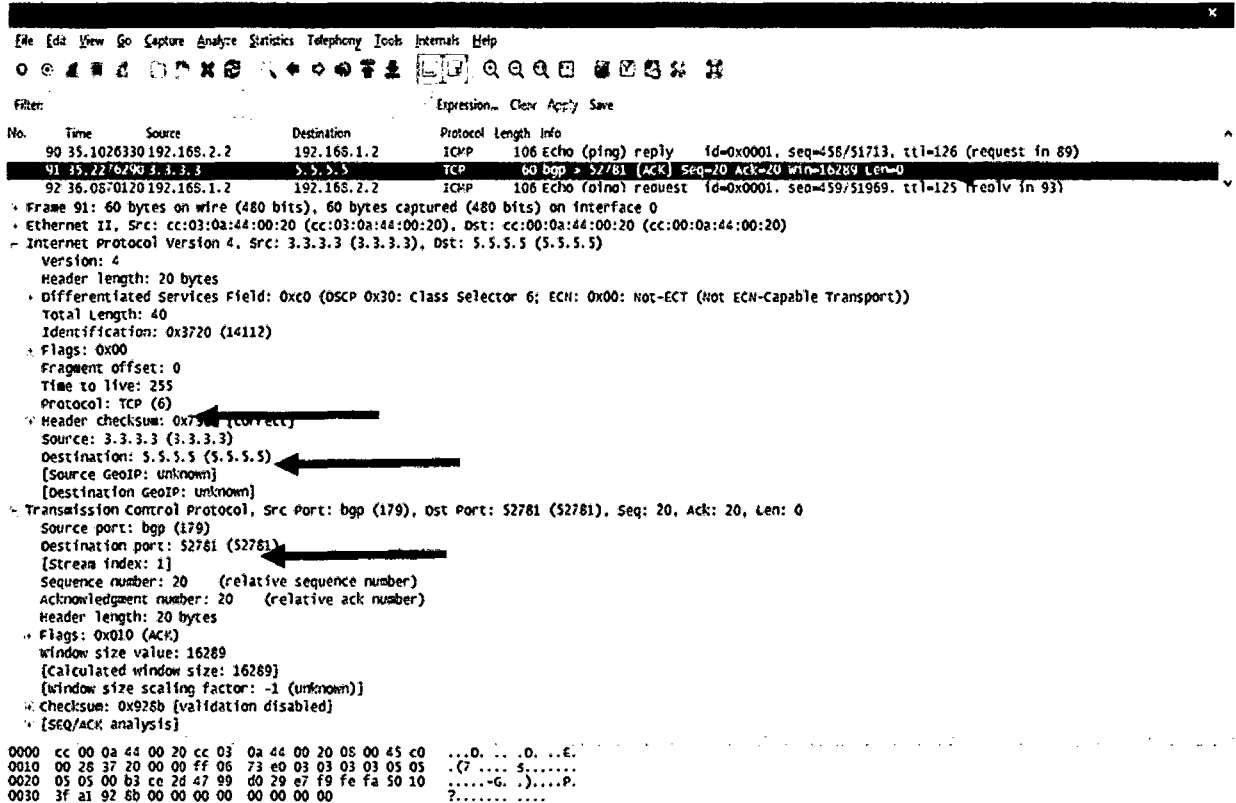 File Edit View Go Capture Analyze Statistics Telephony Tools Internals Help
Filter: Expression... Clear Apply Save
No. Time Source Destination Protocol Length Info
90 35.1026330 192.168.2.2 192.168.1.2 ICMP 106 Echo (ping) reply id=0x0001, seq=458/51713, ttl=126 (request in 89)
91 35.2276290 3.3.3.3 5.5.5.5 TCP 60 bgp > 52781 [ACK] Seq=20 Ack=20 Win=16289 Len=0
92 36.0870120 192.168.1.2 192.168.2.2 ICMP 106 Echo (ping) request id=0x0001, seq=459/51969, ttl=125 (reply in 93)
Frame 91: 60 bytes on wire (480 bits), 60 bytes captured (480 bits) on interface 0
Ethernet II, Src: cc:03:0a:44:00:20 (cc:03:0a:44:00:20), Dst: cc:00:0a:44:00:20 (cc:00:0a:44:00:20)
Internet Protocol Version 4, Src: 3.3.3.3 (3.3.3.3), Dst: 5.5.5.5 (5.5.5.5)
Version: 4
Header length: 20 bytes
Differentiated Services Field: 0xc0 (DSCP 0x30: Class Selector 6; ECN: 0x00: Not-ECT (Not ECN-Capable Transport))
Total Length: 40
Identification: 0x3720 (14112)
Flags: 0x00
Fragment offset: 0
Time to live: 255
Protocol: TCP (6)
Header checksum: [correct]
Source: 3.3.3.3 (3.3.3.3)
Destination: 5.5.5.5 (5.5.5.5)
[Source GeoIP: Unknown]
[Destination GeoIP: Unknown]
Transmission Control Protocol, Src Port: bgp (179), Dst Port: 52781 (52781), Seq: 20, Ack: 20, Len: 0
Source port: bgp (179)
Destination port: 52781 (52781)
[Stream index: 1]
Sequence number: 20 (relative sequence number)
Acknowledgment number: 20 (relative ack number)
Header length: 20 bytes
Flags: 0x010 (ACK)
Window size value: 16289
[Calculated window size: 16289]
[Window size scaling factor: -1 (unknown)]
Checksum: 0x928b [validation disabled]
[SEQ/ACK analysis]
0000 cc 00 0a 44 00 20 cc 03 0a 44 00 20 08 00 45 c0 ...D. .. .D. ..E.
0010 00 28 37 20 00 00 ff 06 73 e0 03 03 03 03 05 05 .(7 .... s.......
0020 05 05 00 b3 ce 2d 47 99 d0 29 e7 f9 fe fa 50 10 .....-G. .)....P.
0030 3f a1 92 8b 00 00 00 00 00 00 00 00 ?....... ....